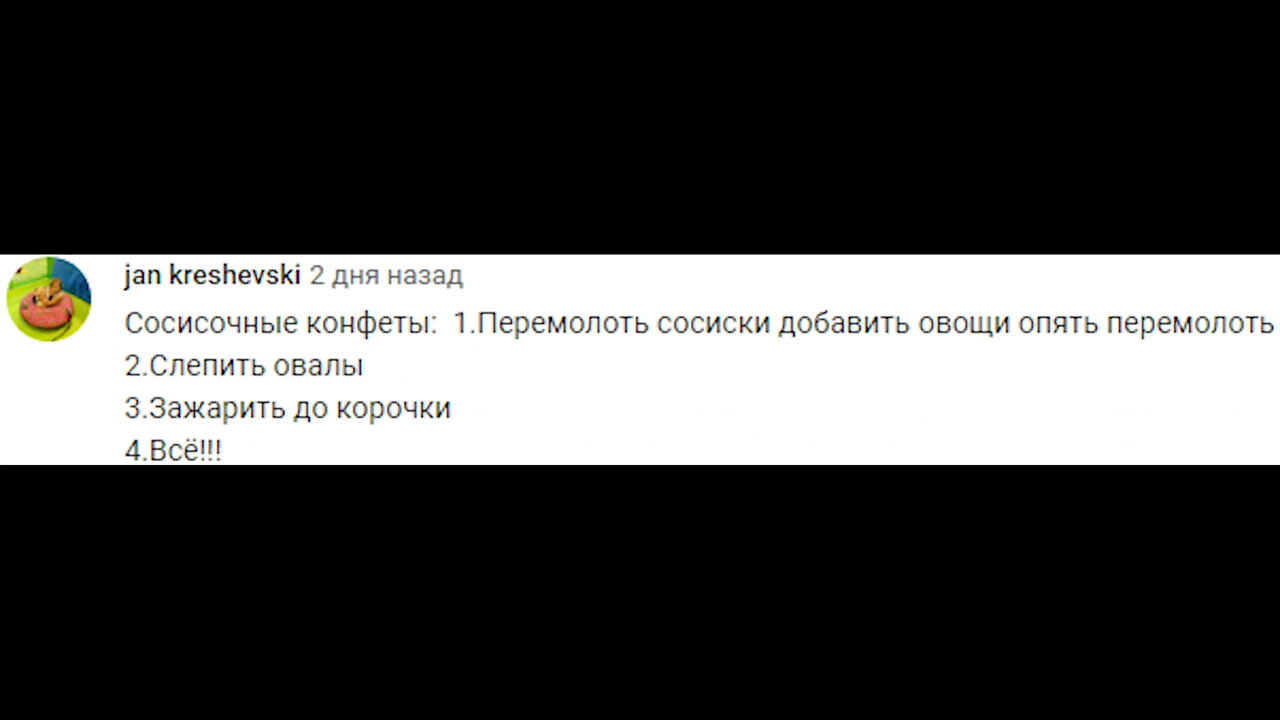 jan kreshevski 2 дня назад
Сосисочные конфеты: 1.Перемолоть сосиски добавить овощи опять перемолоть
2.Слепить овалы
3.Зажарить до корочки
4.Всё!!!